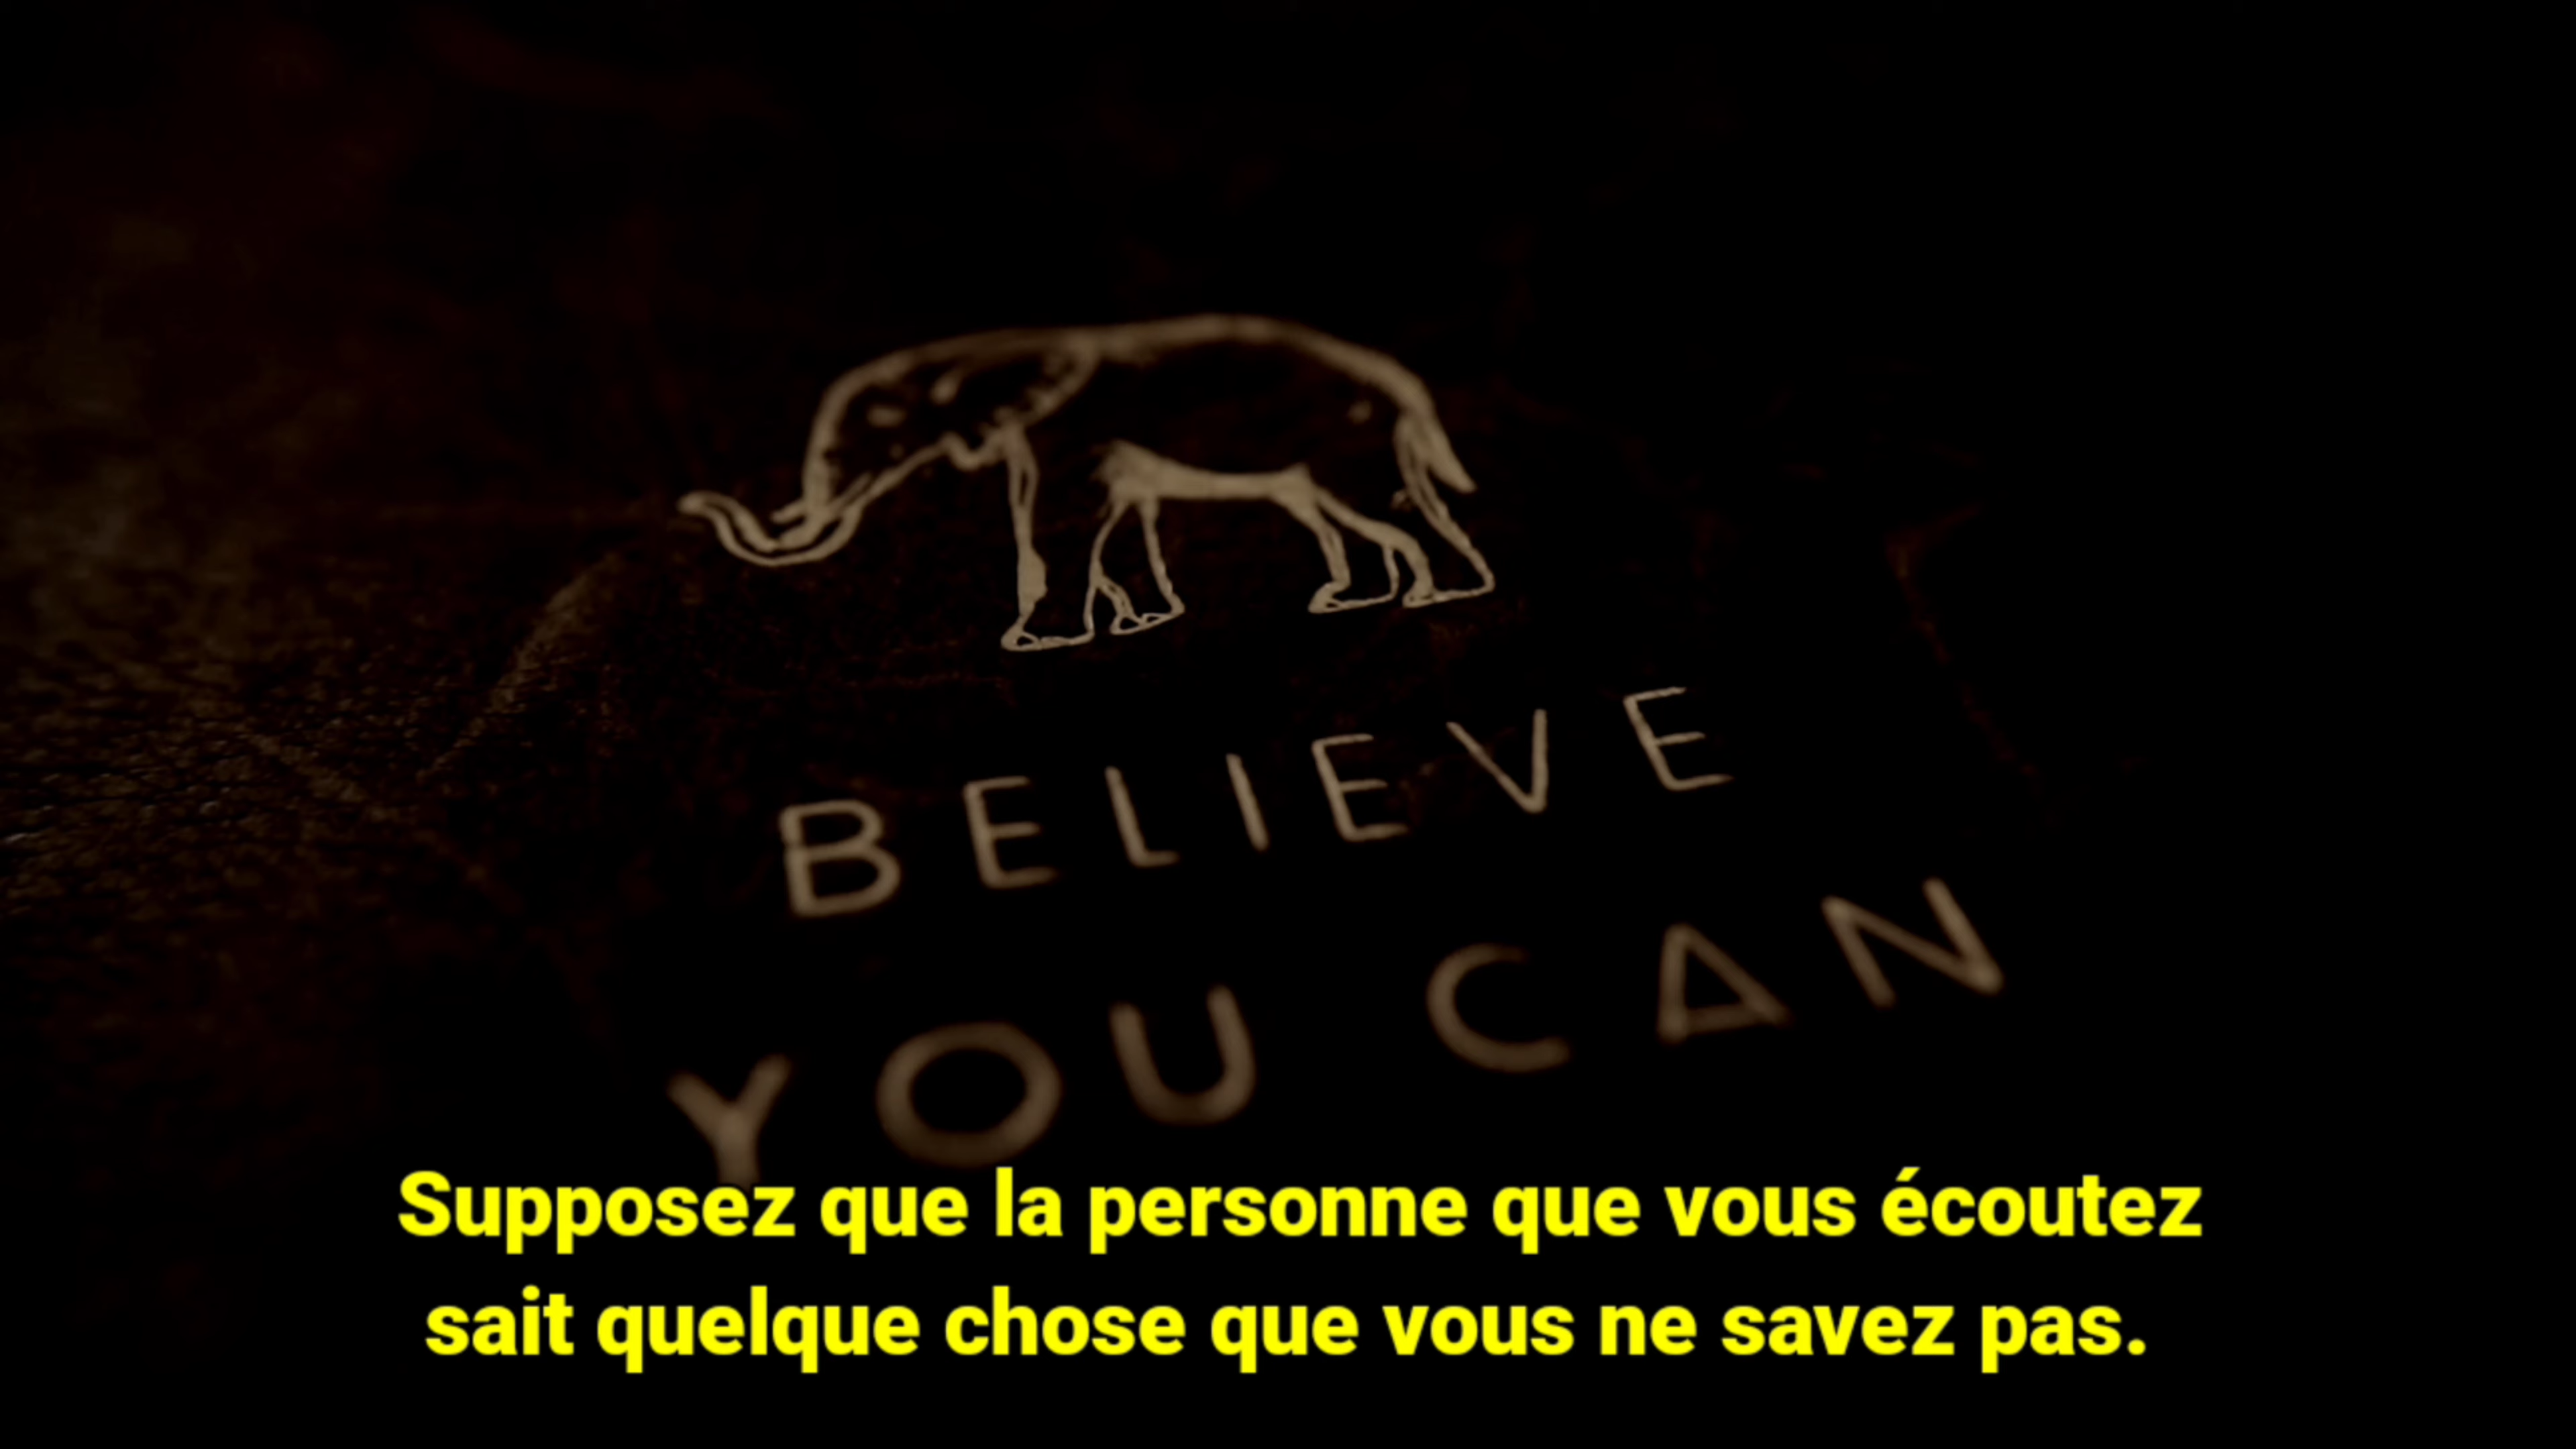 BELIEVE
YOU CAN
Supposez que la personne que vous écoutez
sait quelque chose que vous ne savez pas.